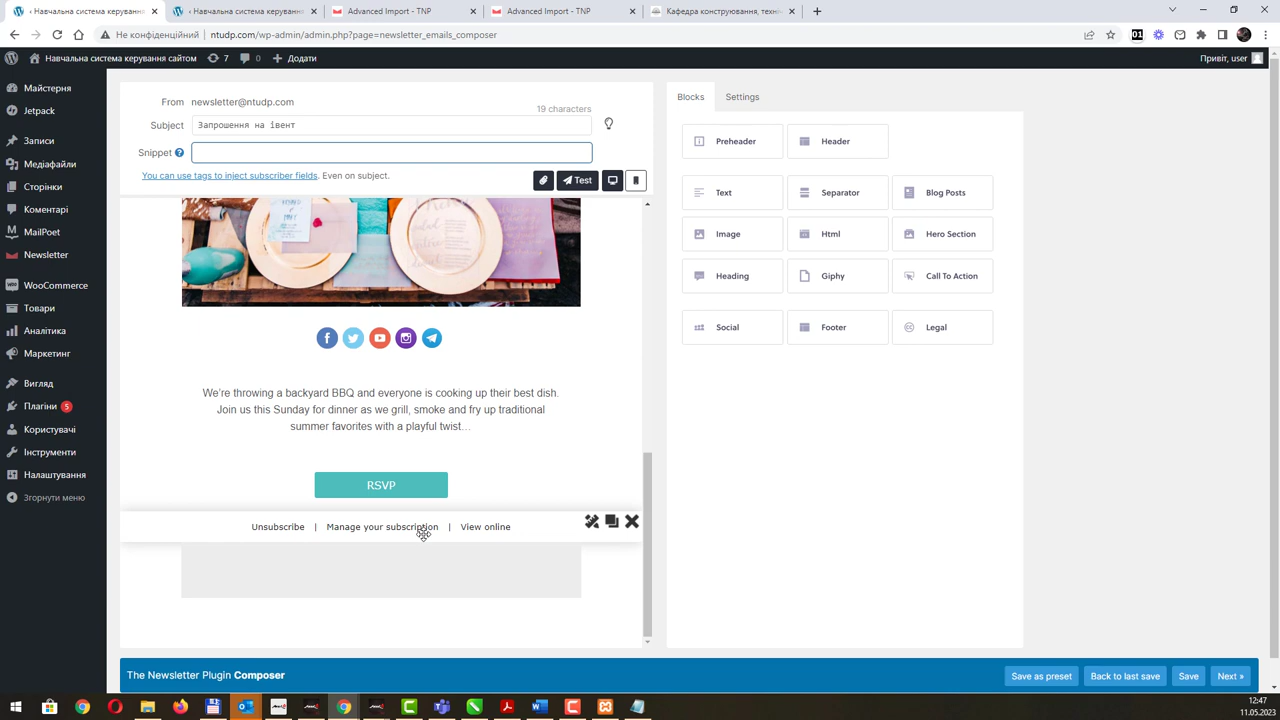 ‹ Навчальна система керування
‹ Навчальна система керування
Advanced Import - TNP
Advanced Import - TNP
Кафедра конструювання, техніч
Не конфіденційний
ntudp.com/wp-admin/admin.php?page=newsletter_emails_composer
01
Навчальна система керування сайтом
7
0
Додати
Привіт, user
Майстерня
Jetpack
Записи
Медіафайли
Сторінки
Коментарі
MailPoet
Newsletter
WooCommerce
Товари
Аналітика
Маркетинг
Вигляд
Плагіни 5
Користувачі
Інструменти
Налаштування
Згорнути меню
From newsletter@ntudp.com
19 characters
Subject Запрошення на івент
Snippet
You can use tags to inject subscriber fields. Even on subject.
Test
We're throwing a backyard BBQ and everyone is cooking up their best dish.
Join us this Sunday for dinner as we grill, smoke and fry up traditional
summer favorites with a playful twist…
RSVP
Unsubscribe | Manage your subscription | View online
Blocks Settings
Preheader Header
Text Separator Blog Posts
Image Html Hero Section
Heading Giphy Call To Action
Social Footer Legal
The Newsletter Plugin Composer
Save as preset Back to last save Save Next »
12:47
11.05.2023